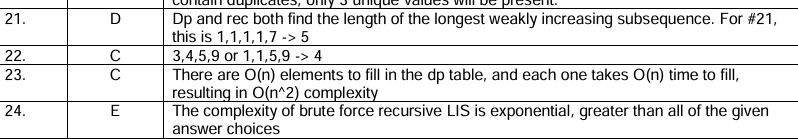 contain duplicates, only 3 unique values will be present.
21. D Dp and rec both find the length of the longest weakly increasing subsequence. For #21,
this is 1,1,1,1,7 -> 5
22. C 3,4,5,9 or 1,1,5,9 -> 4
23. C There are O(n) elements to fill in the dp table, and each one takes O(n) time to fill,
resulting in O(n^2) complexity
24. E The complexity of brute force recursive LIS is exponential, greater than all of the given
answer choices